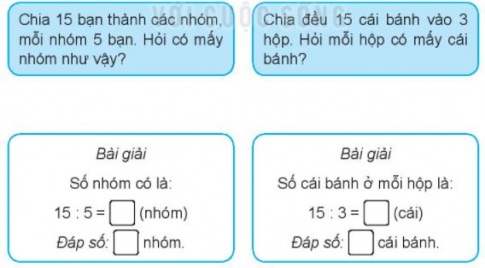 VỚI CUỘC SỐNG
Chia 15 bạn thành các nhóm,
mỗi nhóm 5 bạn. Hỏi có mấy
nhóm như vậy?
Chia đều 15 cái bánh vào 3
hộp. Hỏi mỗi hộp có mấy cái
bánh?
Bài giải
Số nhóm có là:
15 : 5 = (nhóm)
Đáp số: nhóm.
Bài giải
Số cái bánh ở mỗi hộp là:
15 : 3 = (cái)
Đáp số: cái bánh.